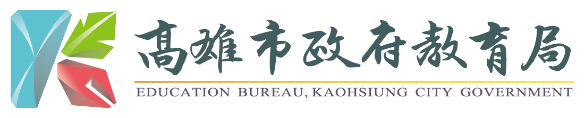 高雄市政府教育局
EDUCATION BUREAU, KAOHSIUNG CITY GOVERNMENT